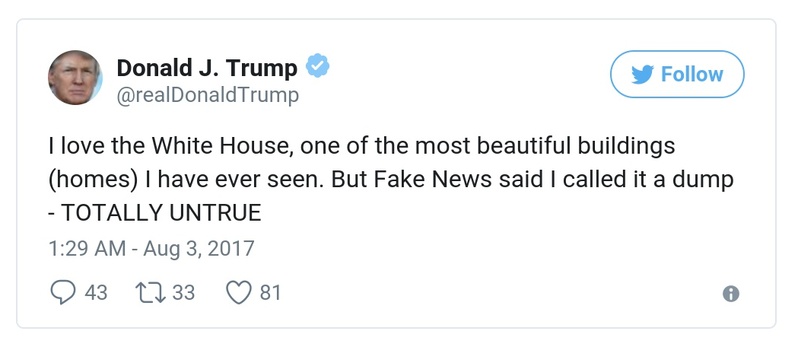 Donald J. Trump
@realDonaldTrump
Follow
I love the White House, one of the most beautiful buildings
(homes) I have ever seen. But Fake News said I called it a dump
- TOTALLY UNTRUE
1:29 AM - Aug 3, 2017
43 33 81